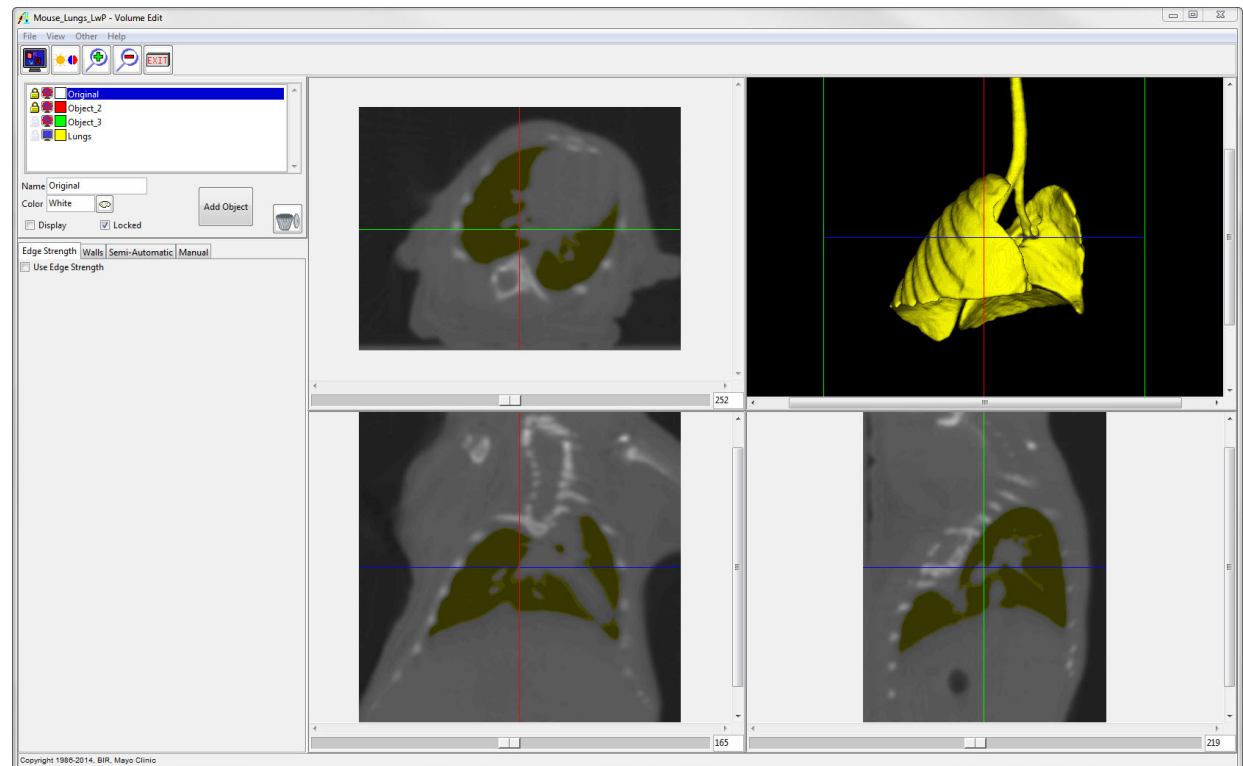 Mouse_Lungs_LwP - Volume Edit
File View Other Help
EXIT
Original
Object_2
Object_3
Lungs
Name Original
Color White
Add Object
Display Locked
Edge Strength Walls Semi-Automatic Manual
Use Edge Strength
252
165
219
Copyright 1986-2014, BIR, Mayo Clinic